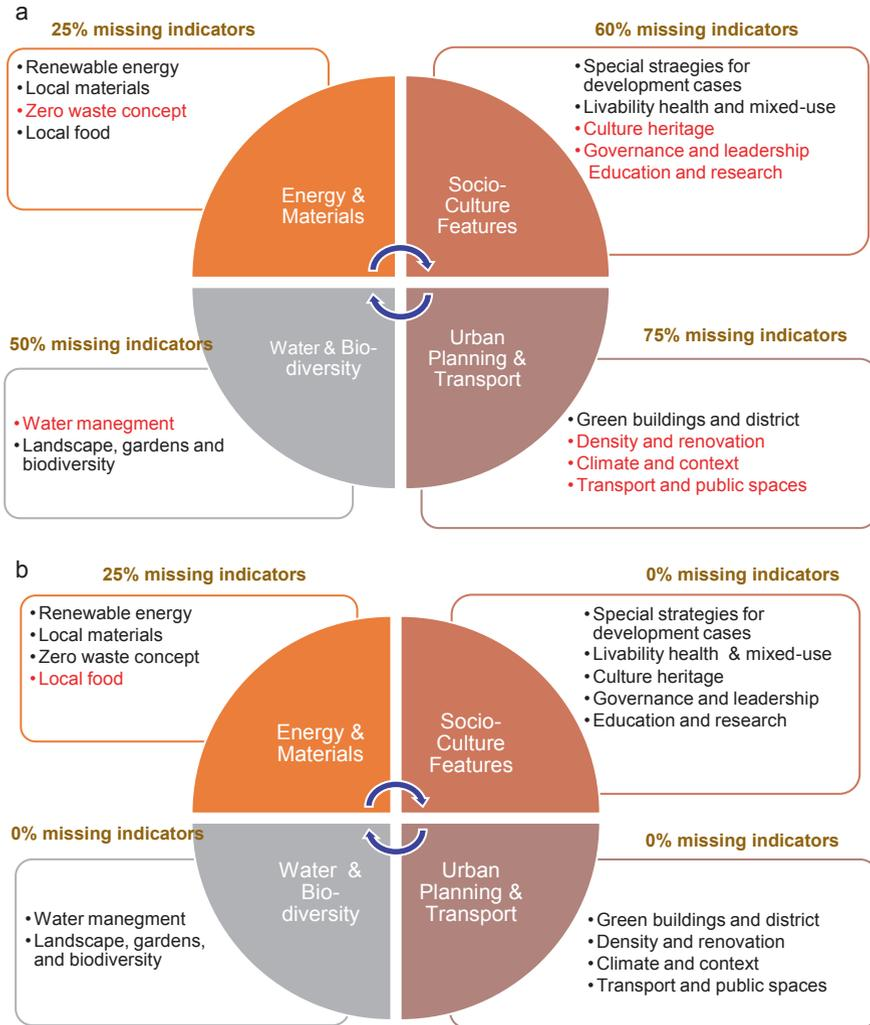 a
25% missing indicators
60% missing indicators
• Renewable energy
• Local materials
• Zero waste concept
• Local food
• Special straegies for
development cases
• Livability health and mixed-use
• Culture heritage
• Governance and leadership
Education and research
Energy &
Materials
Socio-
Culture
Features
50% missing indicators
75% missing indicators
Water & Bio-
diversity
Urban
Planning &
Transport
• Water manegment
• Landscape, gardens and
biodiversity
• Green buildings and district
• Density and renovation
• Climate and context
• Transport and public spaces
b
25% missing indicators
0% missing indicators
• Renewable energy
• Local materials
• Zero waste concept
• Local food
• Special strategies for
development cases
• Livability health & mixed-use
• Culture heritage
• Governance and leadership
• Education and research
Energy &
Materials
Socio-
Culture
Features
0% missing indicators
0% missing indicators
Water &
Bio-
diversity
Urban
Planning &
Transport
• Water manegment
• Landscape, gardens,
and biodiversity
• Green buildings and district
• Density and renovation
• Climate and context
• Transport and public spaces